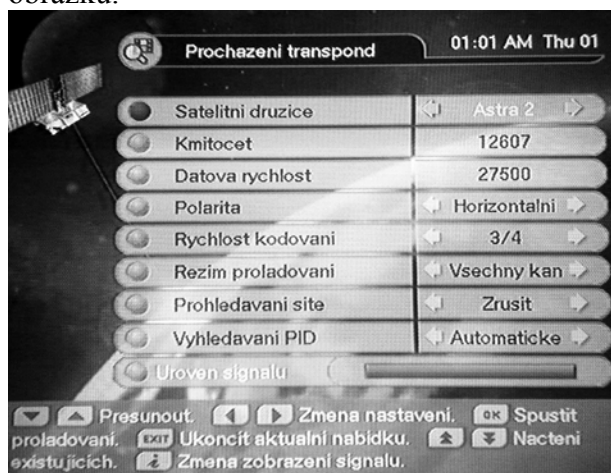 obrázku.
Prochazeni transpond 01:01 AM Thu 01
Satelitni druzice Astra 2
Kmitocet 12607
Datova rychlost 27500
Polarita Horizontalni
Rychlost kodovani 3/4
Rezim proladovani Vsechny kan
Prohledavani site Zrusit
Vyhledavani PID Automaticke
Uroven signalu
Presunout. Zmena nastaveni. OK Spustit
proladovani. EXIT Ukoncit aktualni nabidku. Nacteni
existujicich. i Zmena zobrazeni signalu.